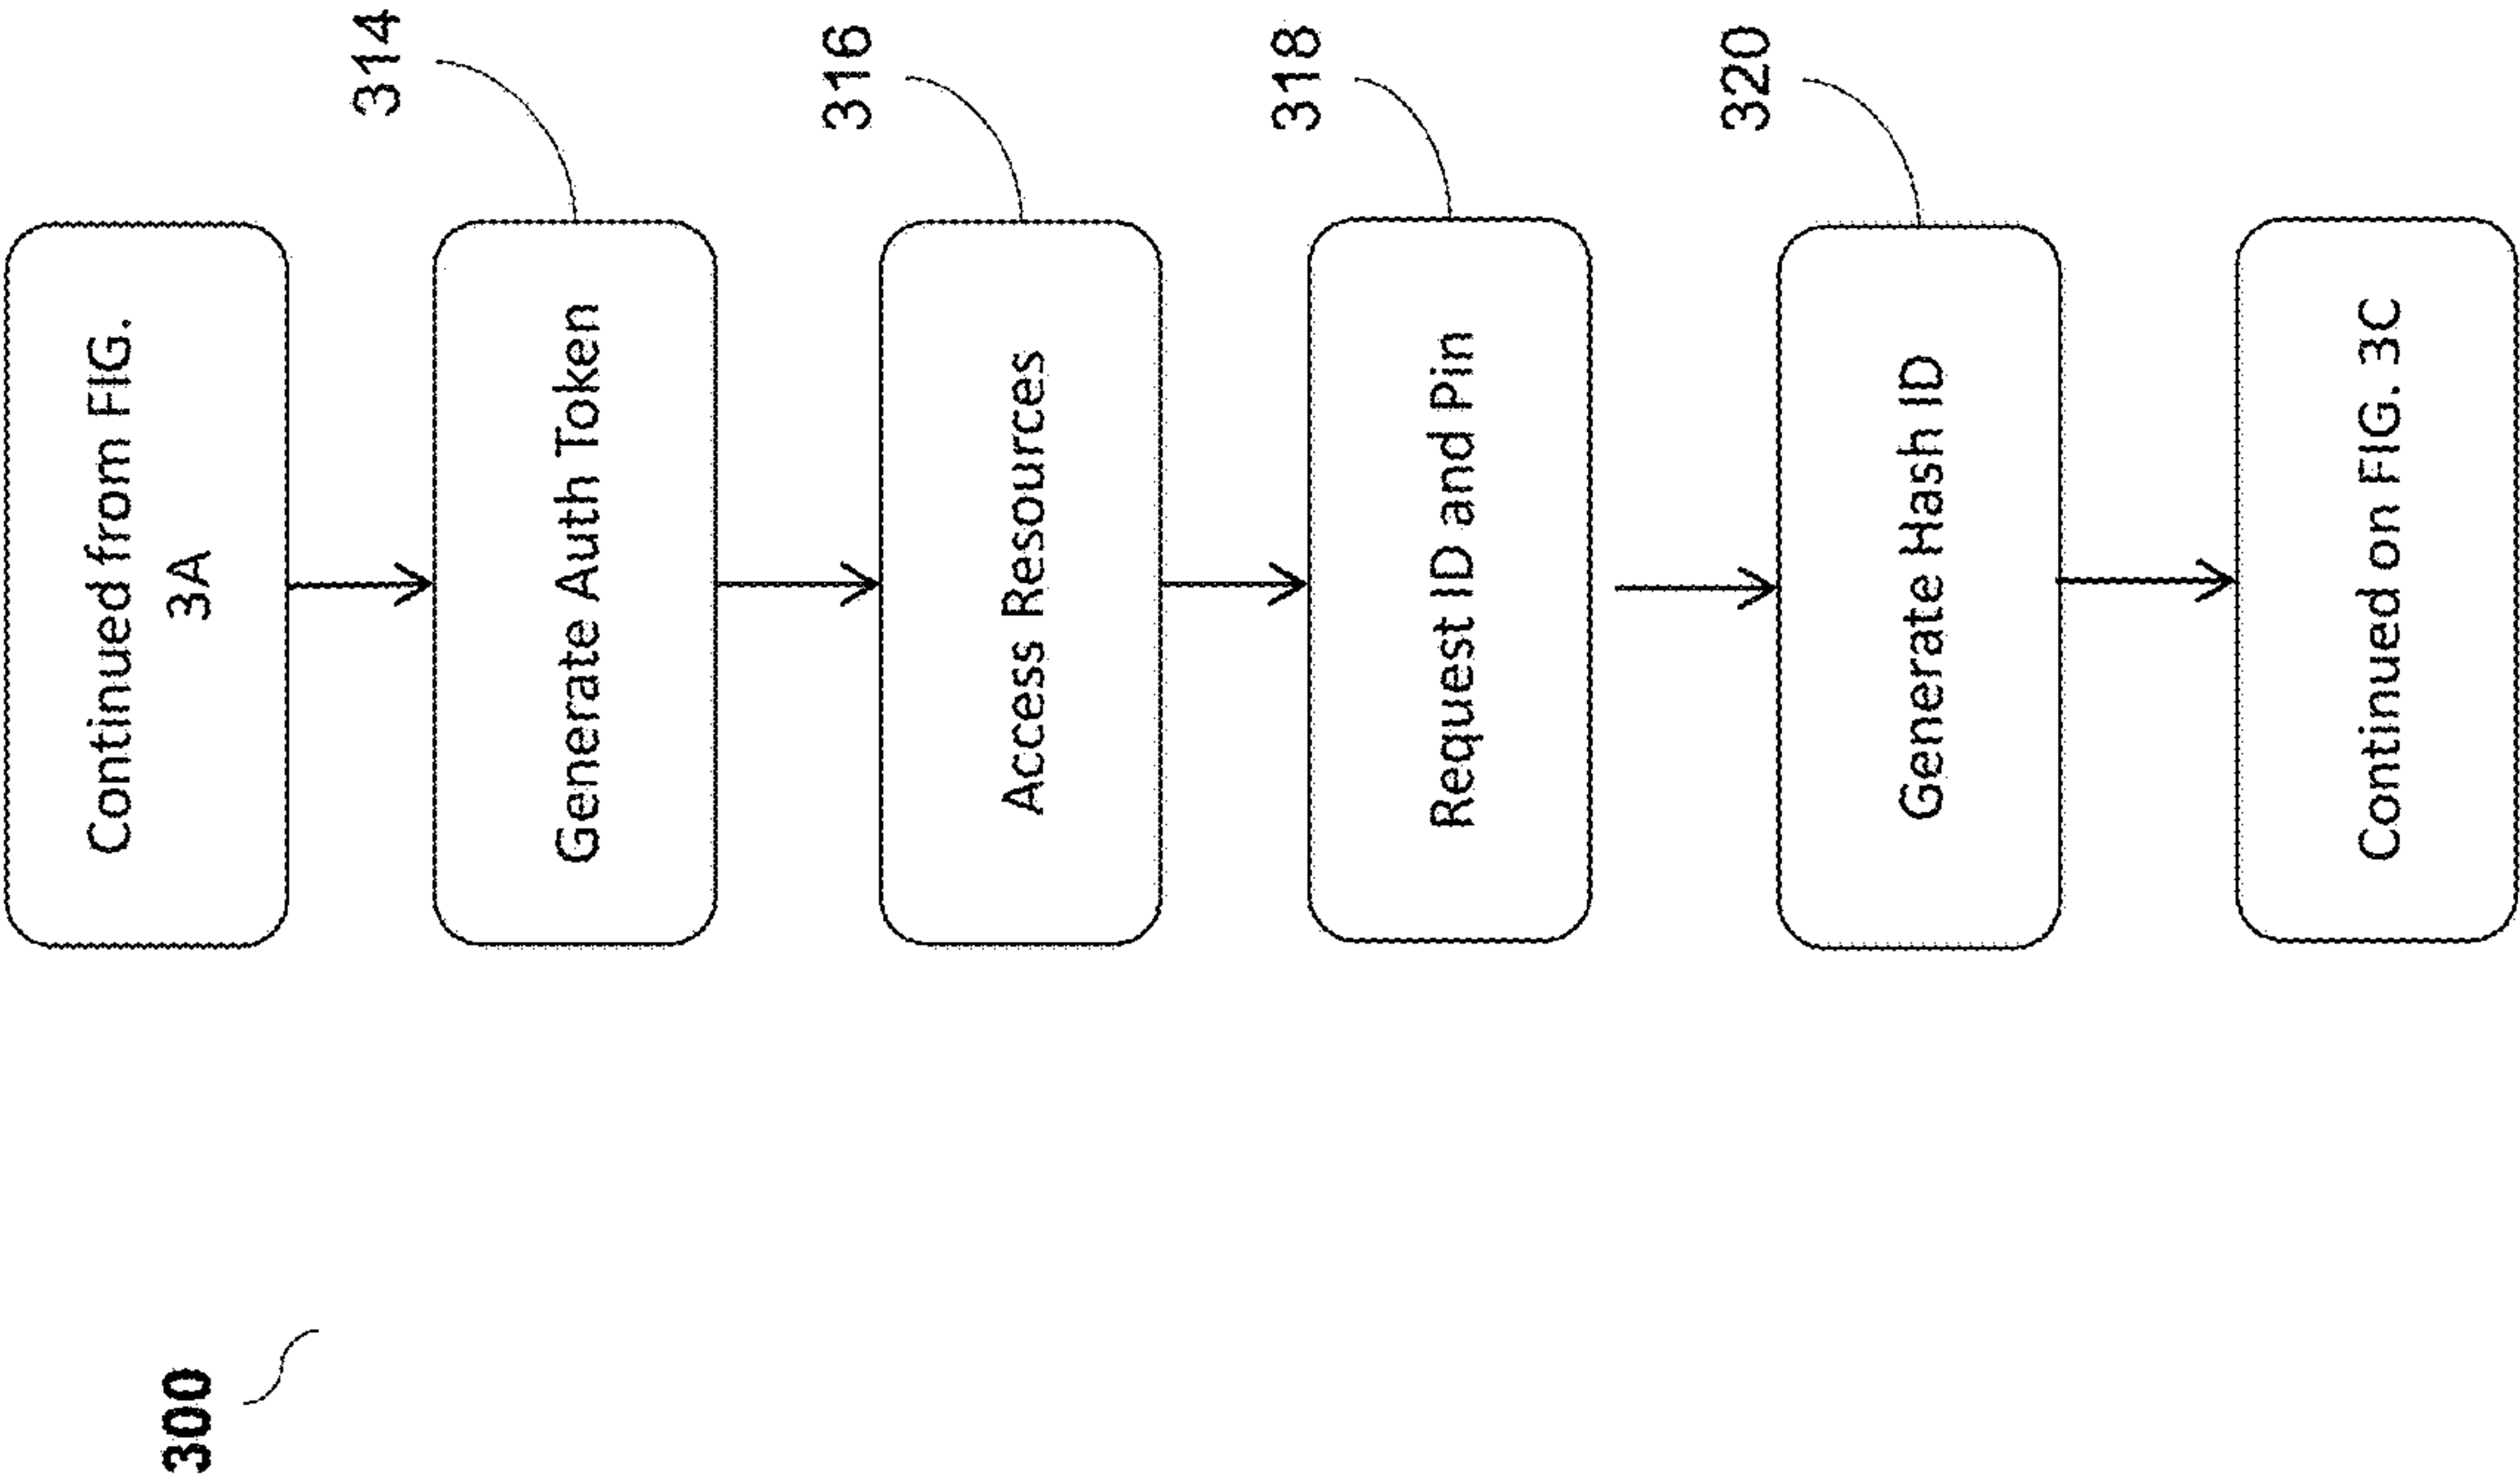 300
Continued from FIG.
3A
314
Generate Auth Token
316
Access Resources
318
Request ID and Pin
320
Generate Hash ID
Continued on FIG. 3C